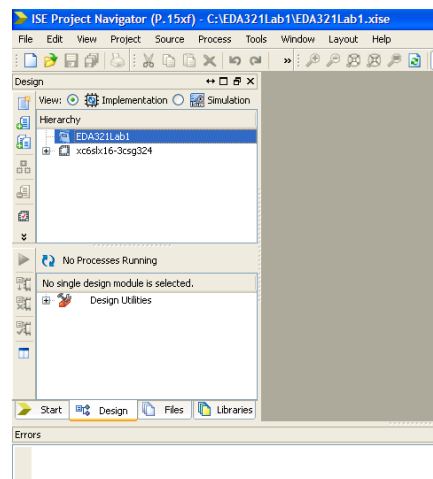 ISE Project Navigator (P.15xf) - C:\EDA321Lab1\EDA321Lab1.xise
File Edit View Project Source Process Tools Window Layout Help
Design
View: Implementation Simulation
Hierarchy
EDA321Lab1
xc6slx16-3csg324
No Processes Running
No single design module is selected.
Design Utilities
Start Design Files Libraries
Errors